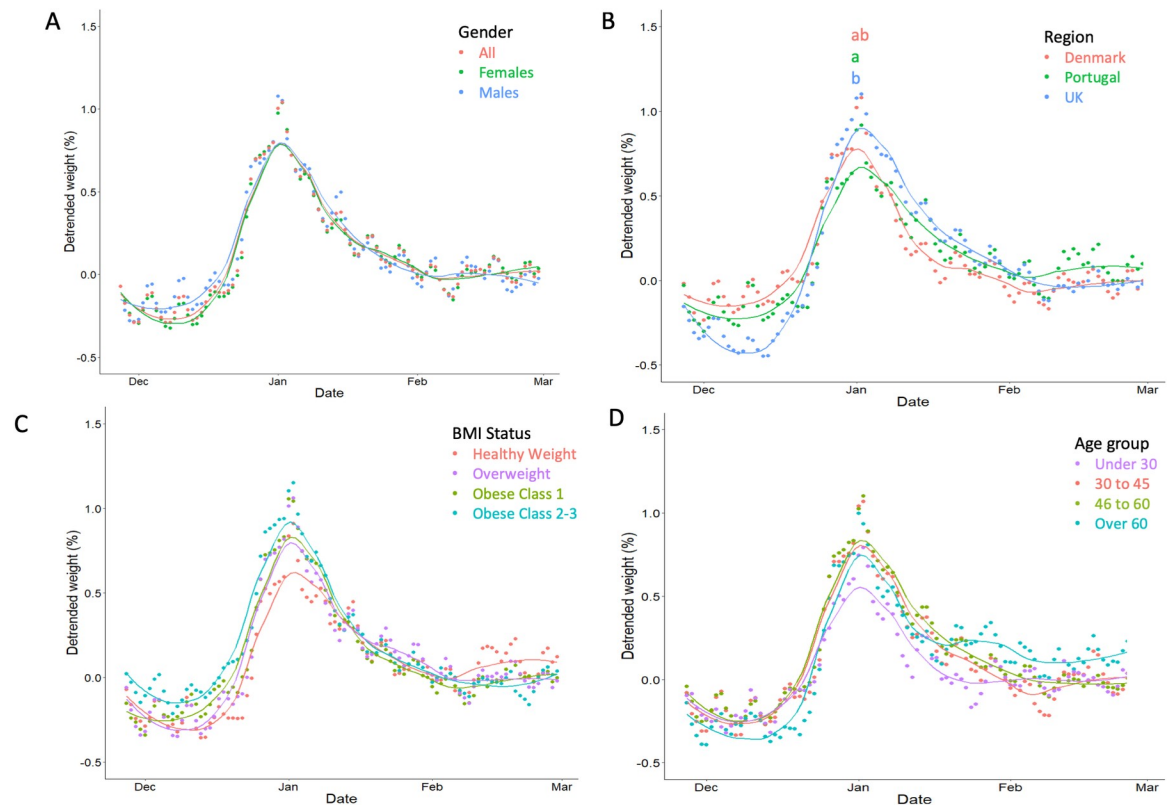 A
Gender
All
Females
Males
1.5
1.0
0.5
0.0
-0.5
Detrended weight (%)
Dec
Jan
Feb
Mar
Date
B
ab
a
b
Region
Denmark
Portugal
UK
1.5
1.0
0.5
0.0
-0.5
Detrended weight (%)
Dec
Jan
Feb
Mar
Date
C
BMI Status
Healthy Weight
Overweight
Obese Class 1
Obese Class 2-3
1.5
1.0
0.5
0.0
-0.5
Detrended weight (%)
Dec
Jan
Feb
Mar
Date
D
Age group
Under 30
30 to 45
46 to 60
Over 60
1.5
1.0
0.5
0.0
-0.5
Detrended weight (%)
Dec
Jan
Feb
Mar
Date